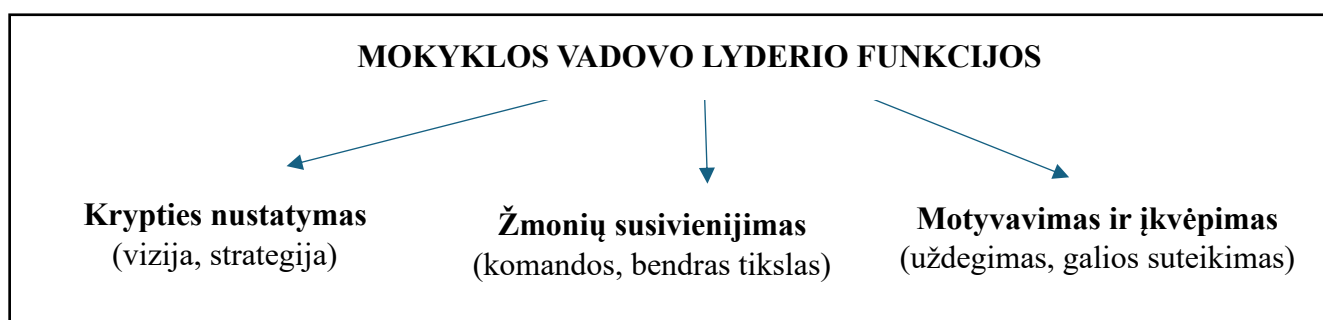 MOKYKLOS VADOVO LYDERIO FUNKCIJOS
Krypties nustatymas
(vizija, strategija)
Žmonių susivienijimas
(komandos, bendras tikslas)
Motyvavimas ir įkvėpimas
(uždegimas, galios suteikimas)